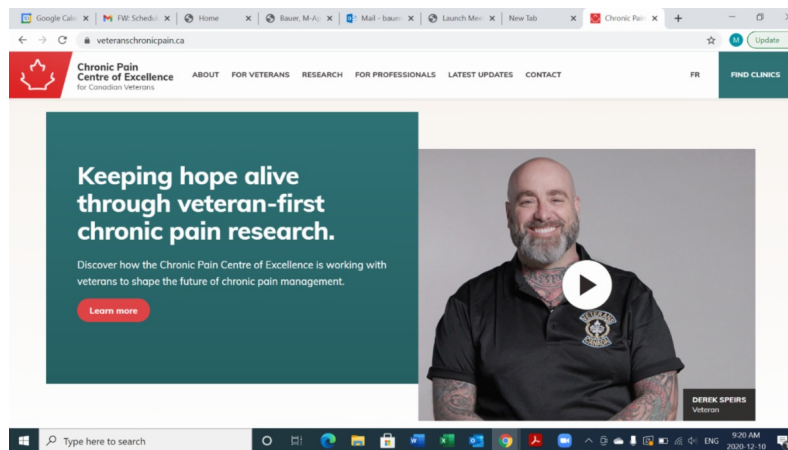 Google Cale
FW: Schedul
Home
Bauer, M-Ap
Mail - bauer
Launch Mee
New Tab
Chronic Pain
veteranschronicpain.ca
M
Update
Chronic Pain
Centre of Excellence
for Canadian Veterans
ABOUT
FOR VETERANS
RESEARCH
FOR PROFESSIONALS
LATEST UPDATES
CONTACT
FR
FIND CLINICS
Keeping hope alive
through veteran-first
chronic pain research.
Discover how the Chronic Pain Centre of Excellence is working with
veterans to shape the future of chronic pain management.
Learn more
VETERANS
CANADA
DEREK SPEIRS
Veteran
Type here to search
ENG
9:20 AM
2020-12-10